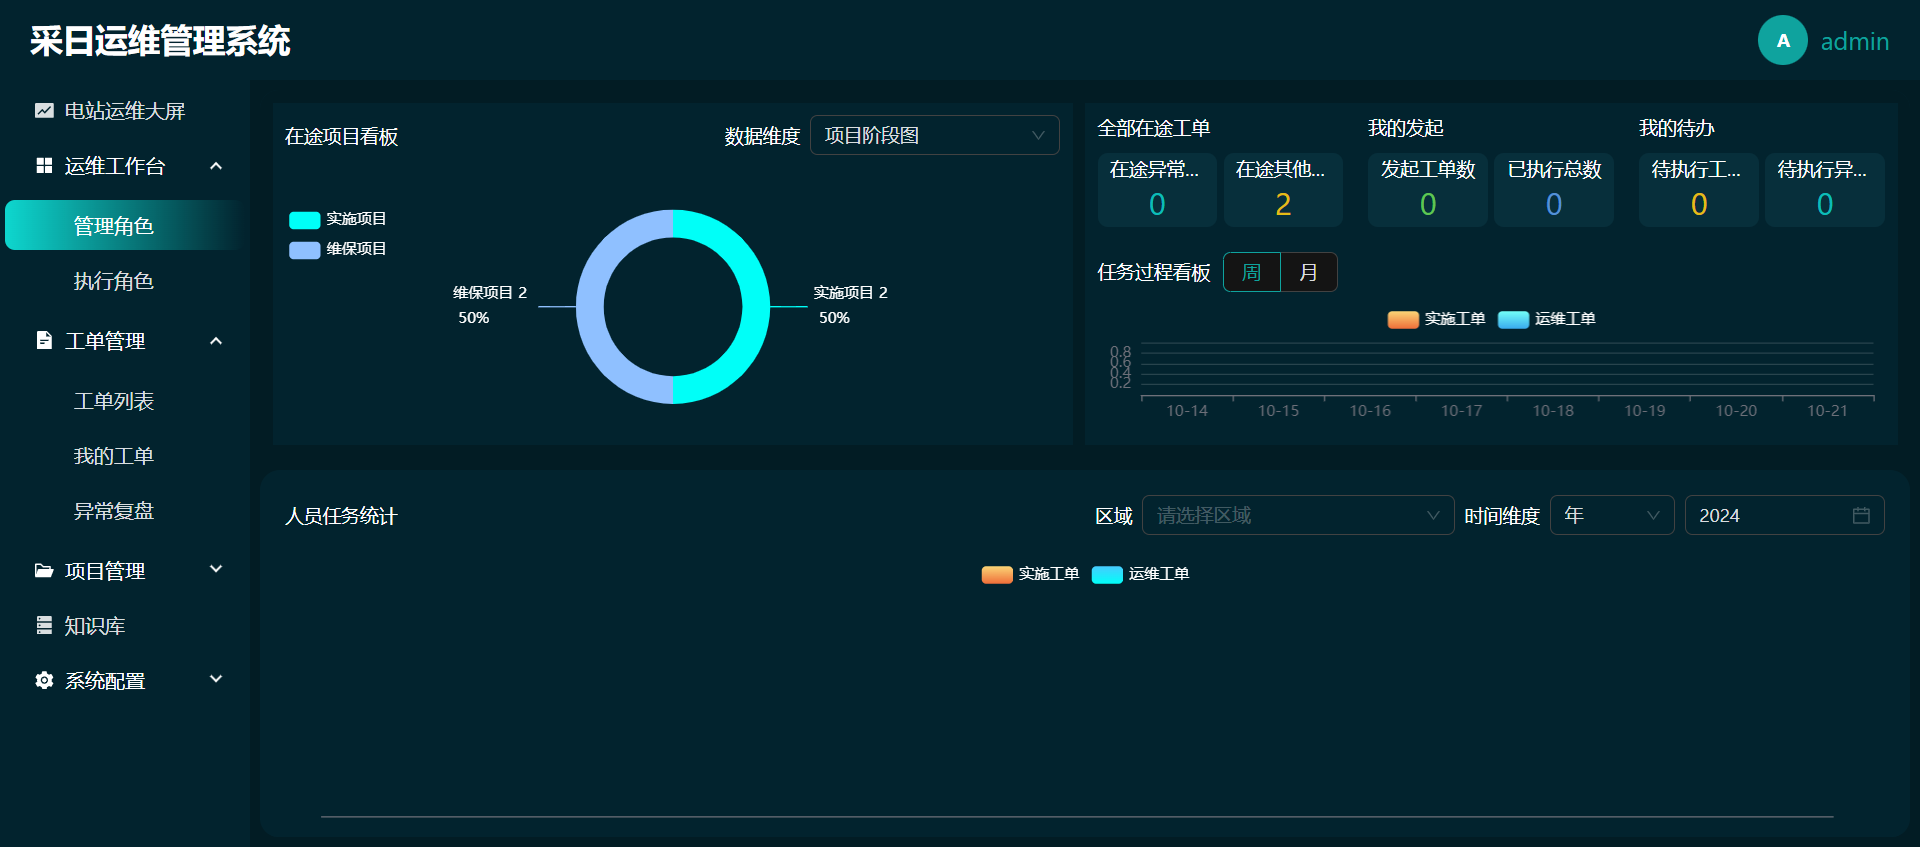 采日运维管理系统
A admin
电站运维大屏
运维工作台
管理角色
执行角色
工单管理
工单列表
我的工单
异常复盘
项目管理
知识库
系统配置
在途项目看板
数据维度 项目阶段图
实施项目
维保项目
维保项目 2
50%
实施项目 2
50%
全部在途工单
在途异常...
0
在途其他...
2
我的发起
发起工单数
0
已执行总数
0
我的待办
待执行工...
0
待执行异...
0
任务过程看板 周 月
实施工单 运维工单
0.8
0.6
0.4
0.2
10-14 10-15 10-16 10-17 10-18 10-19 10-20 10-21
人员任务统计
区域 请选择区域 时间维度 年 2024
实施工单 运维工单